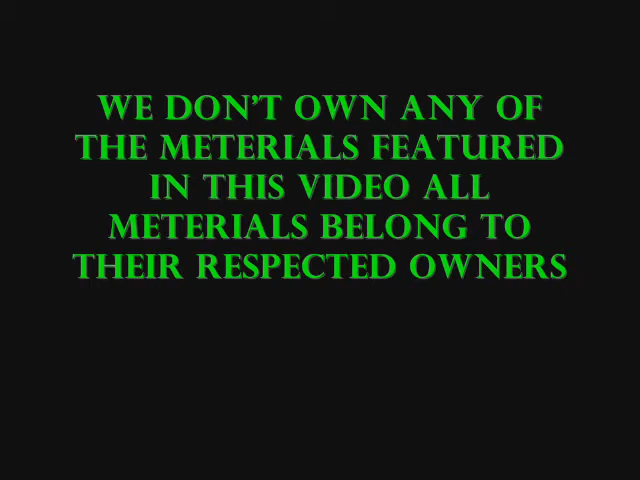 WE DON'T OWN ANY OF
THE METERIALS FEATURED
IN THIS VIDEO ALL
METERIALS BELONG TO
THEIR RESPECTED OWNERS